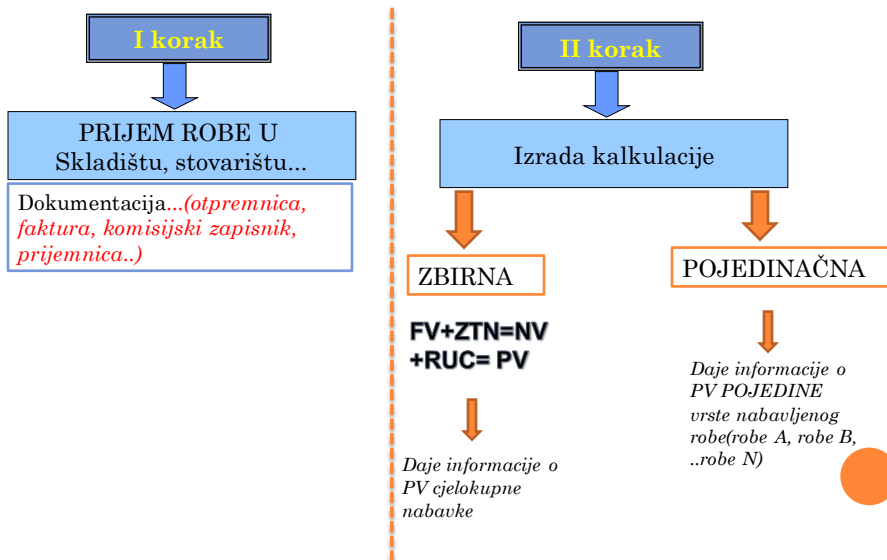 I korak
PRIJEM ROBE U
Skladištu, stovarištu...
Dokumentacija...(otpremnica,
faktura, komisijski zapisnik,
prijemnica..)
II korak
Izrada kalkulacije
ZBIRNA
FV+ZTN=NV
+RUC= PV
Daje informacije o
PV cjelokupne
nabavke
POJEDINAČNA
Daje informacije o
PV POJEDINE
vrste nabavljenog
robe(robe A, robe B,
..robe N)